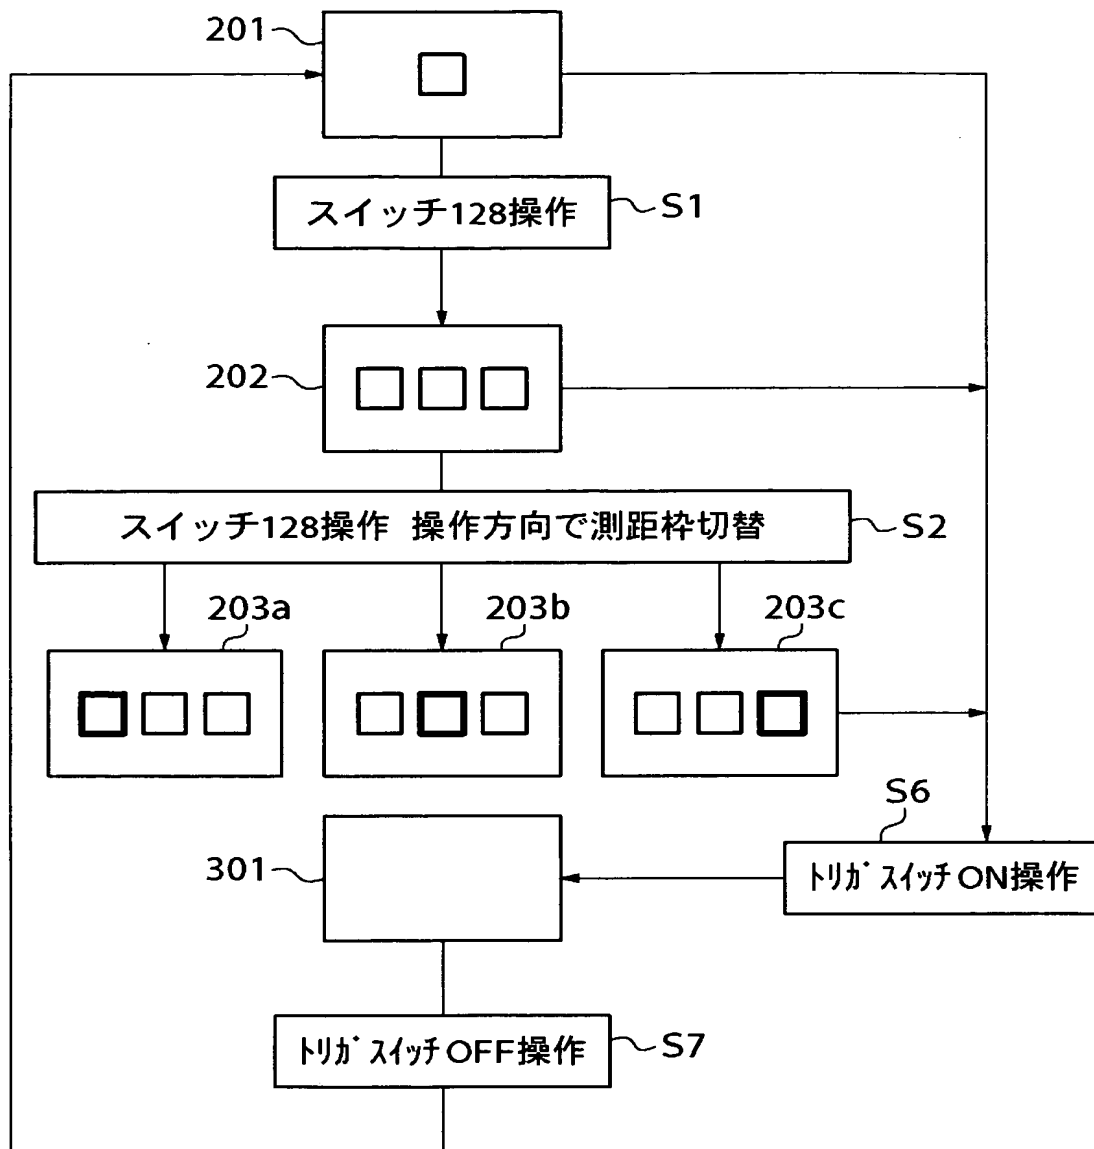 201
スイッチ128操作
S1
202
スイッチ128操作 操作方向で測距枠切替
S2
203a
203b
203c
S6
301
ﾄﾘｶﾞｽｲｯﾁON操作
ﾄﾘｶﾞｽｲｯﾁOFF操作
S7